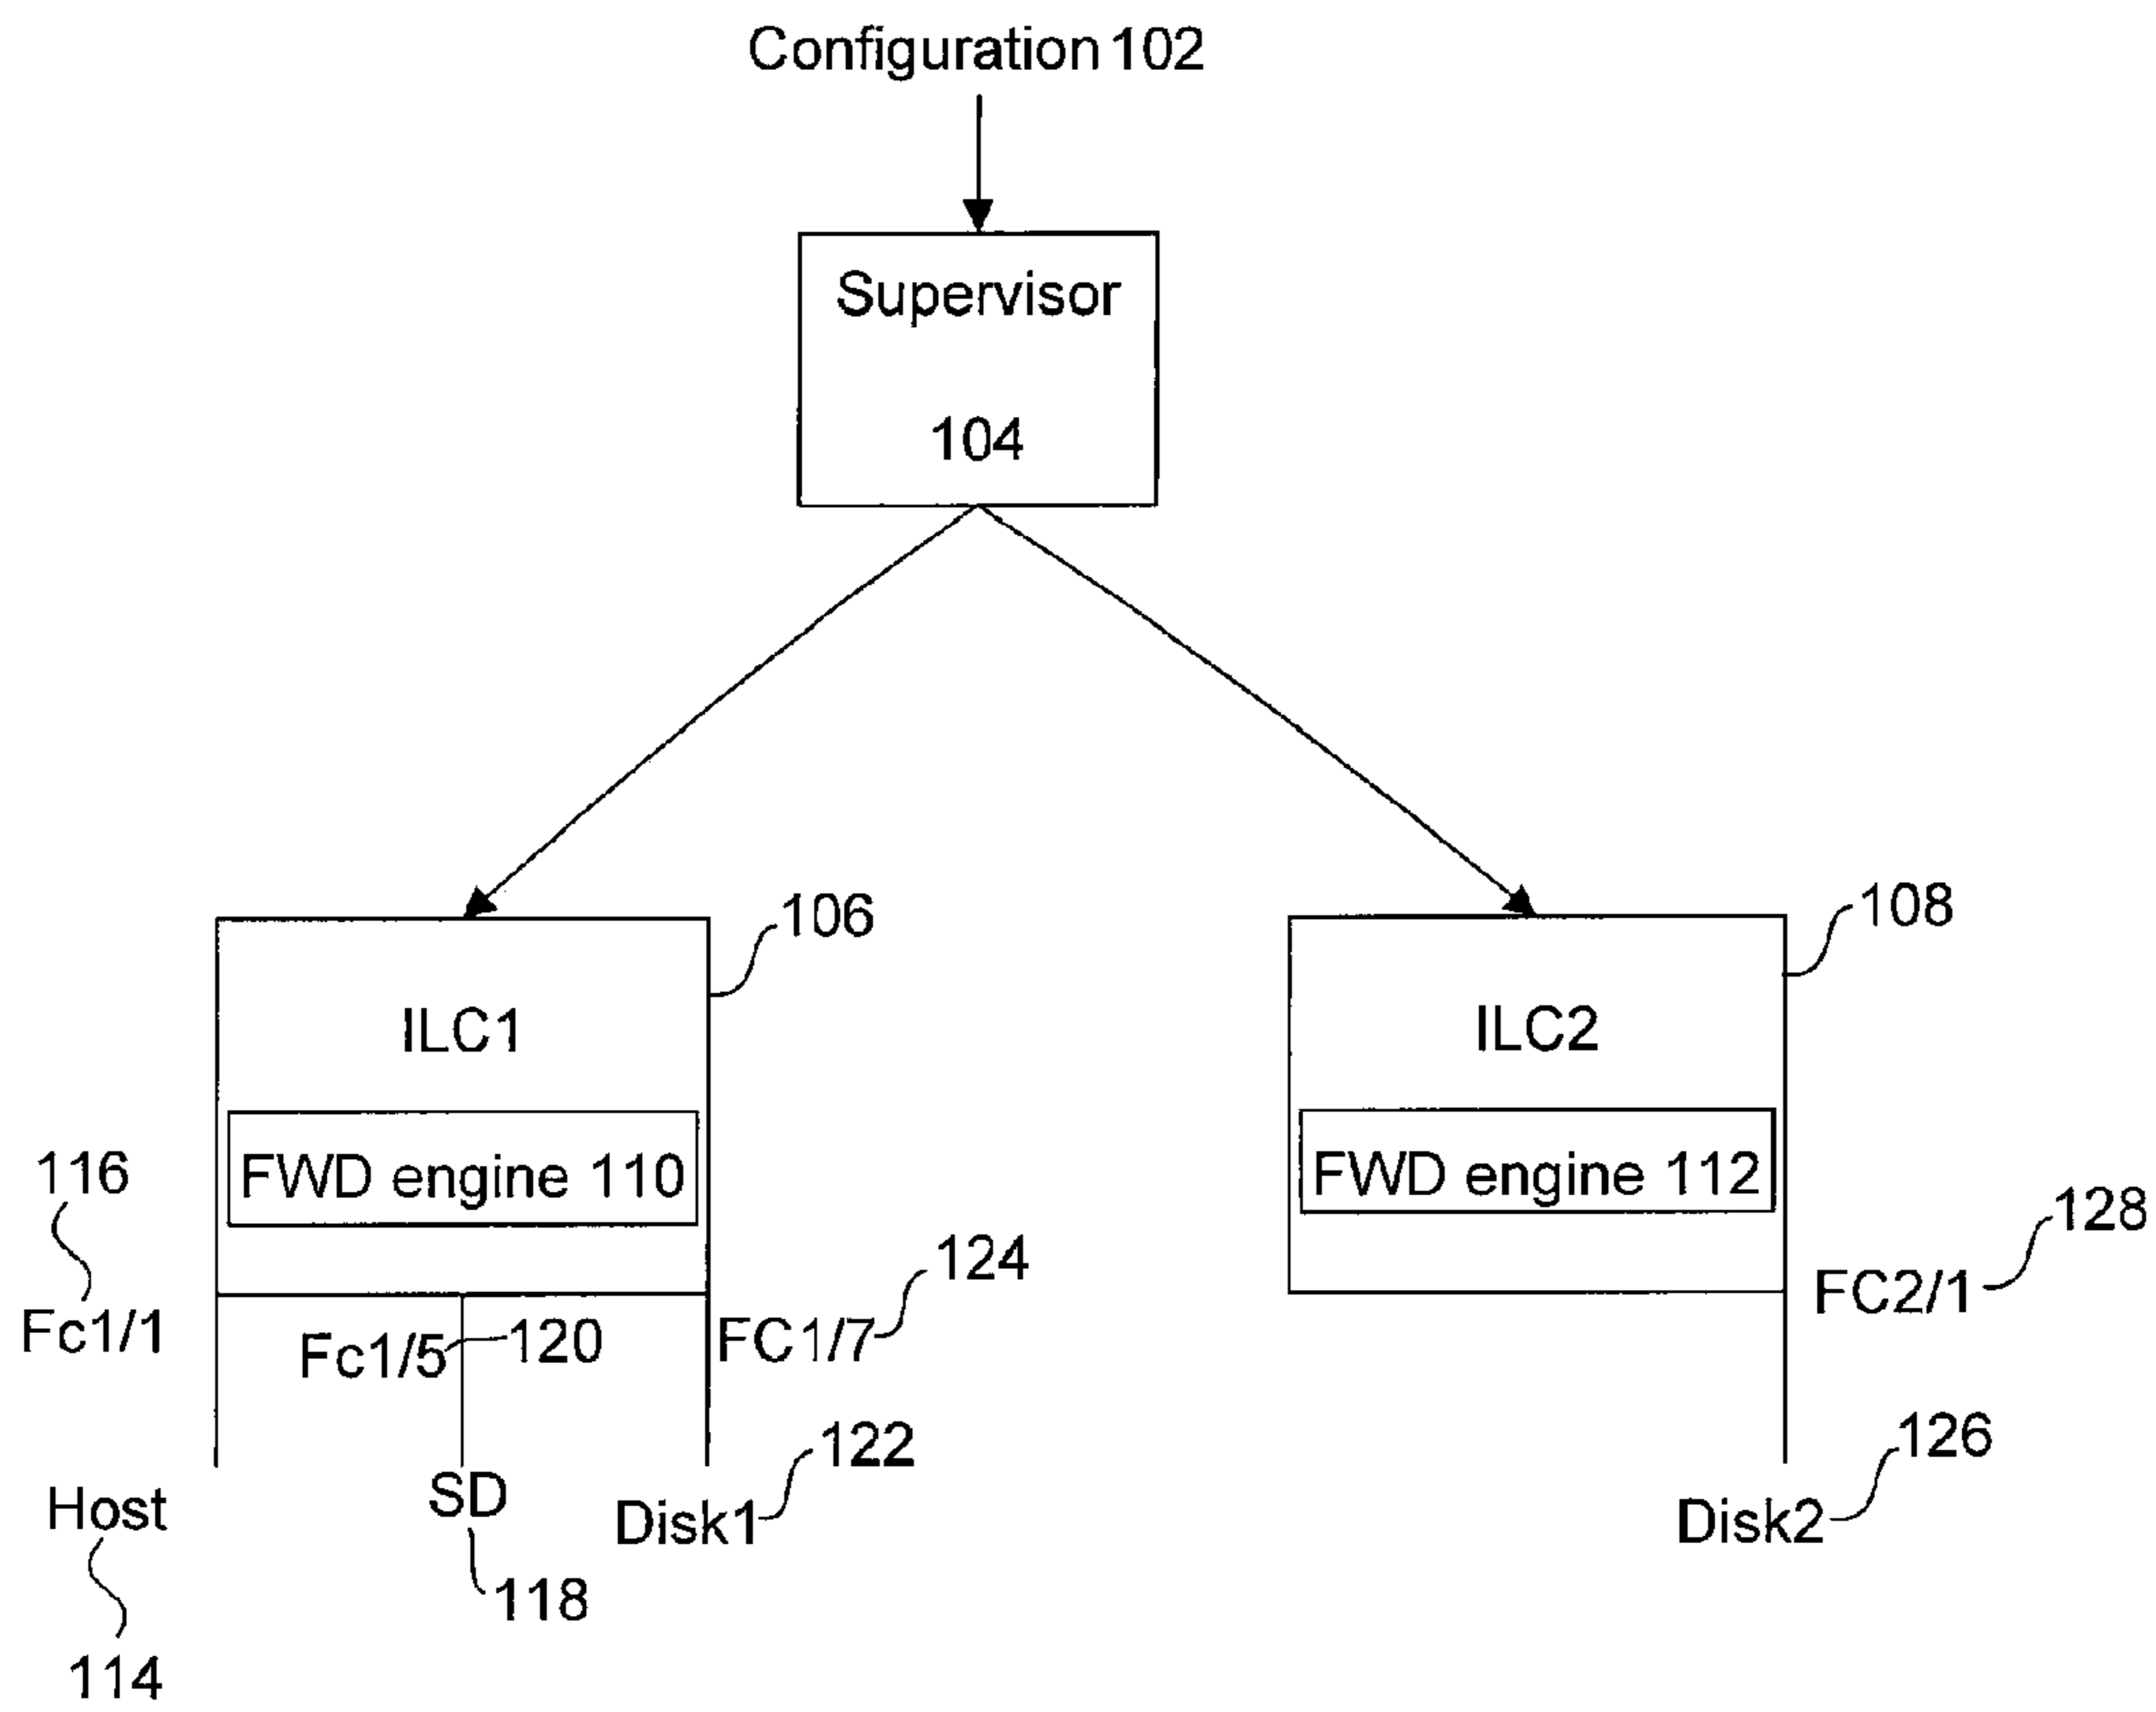 Configuration 102
Supervisor
104
106
108
ILC1
ILC2
FWD engine 110
FWD engine 112
116
128
124
Fc1/1
Fc1/5
120
FC1/7
FC2/1
122
126
Host
SD
Disk1
Disk2
118
114